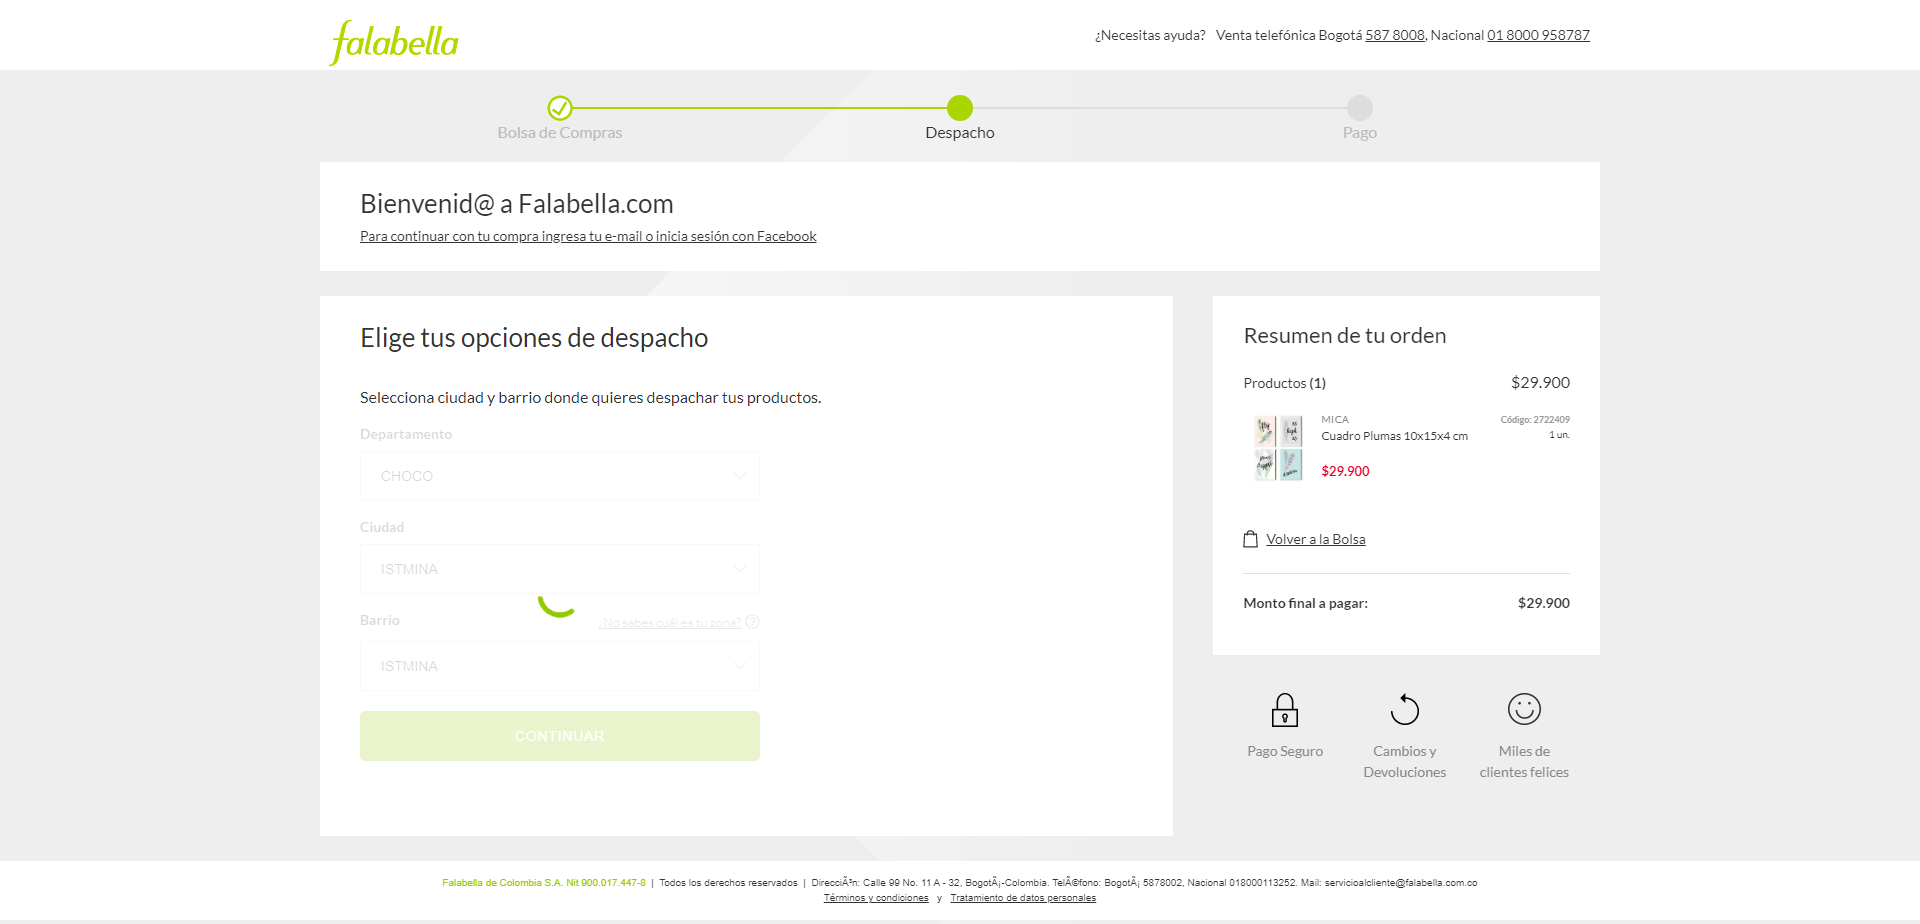 falabella
¿Necesitas ayuda? Venta telefónica Bogotá 587 8008, Nacional 01 8000 958787
Bolsa de Compras
Despacho
Pago
Bienvenid@ a Falabella.com
Para continuar con tu compra ingresa tu e-mail o inicia sesión con Facebook
Elige tus opciones de despacho
Selecciona ciudad y barrio donde quieres despachar tus productos.
Departamento
CHOCO
Ciudad
ISTMINA
Barrio
¿No sabes cuál es tu zona? ?
ISTMINA
CONTINUAR
Resumen de tu orden
Productos (1) $29.900
MICA Código: 2722409
Cuadro Plumas 10x15x4 cm 1 un.
$29.900
Volver a la Bolsa
Monto final a pagar: $29.900
Pago Seguro
Cambios y
Devoluciones
Miles de
clientes felices
Falabella de Colombia S.A. Nit 900.017.447-8 | Todos los derechos reservados | DirecciÃ³n: Calle 99 No. 11 A - 32, BogotÃ¡-Colombia. TelÃ©fono: BogotÃ¡ 5878002, Nacional 018000113252. Mail: servicioalcliente@falabella.com.co
Términos y condiciones y Tratamiento de datos personales